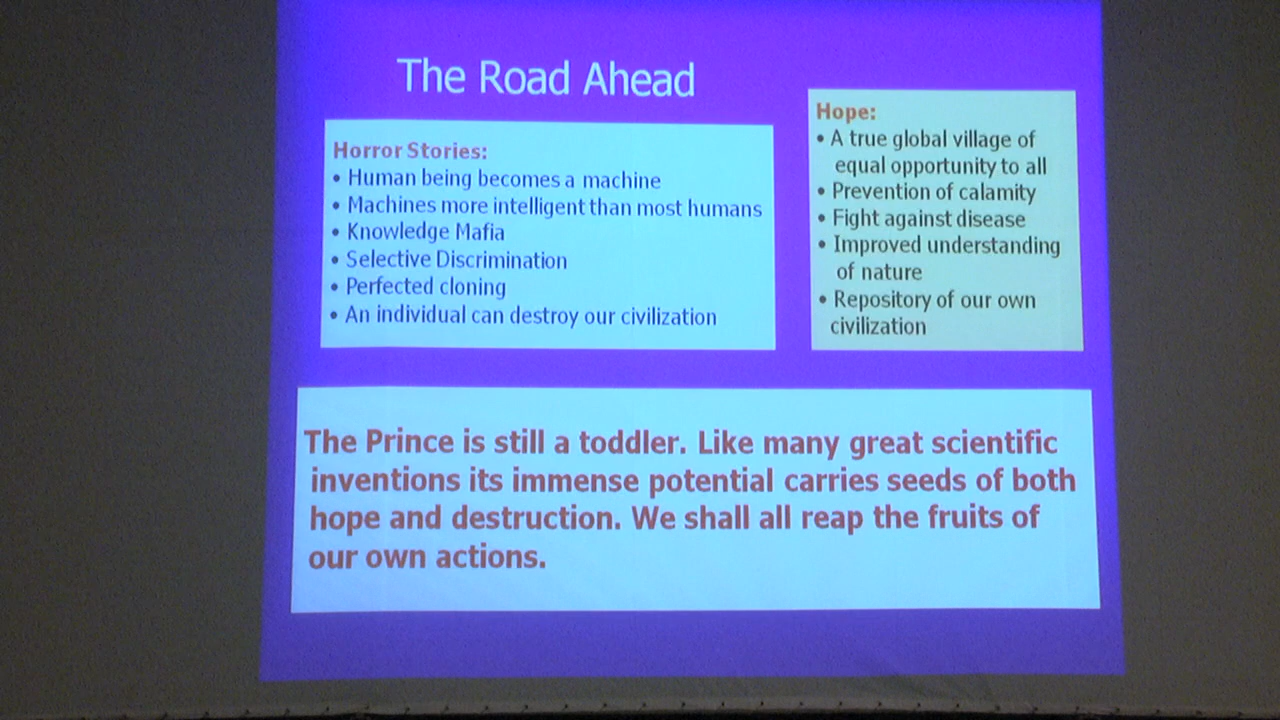 The Road Ahead
Horror Stories:
• Human being becomes a machine
• Machines more intelligent than most humans
• Knowledge Mafia
• Selective Discrimination
• Perfected cloning
• An individual can destroy our civilization
Hope:
• A true global village of
equal opportunity to all
• Prevention of calamity
• Fight against disease
• Improved understanding
of nature
• Repository of our own
civilization
The Prince is still a toddler. Like many great scientific
inventions its immense potential carries seeds of both
hope and destruction. We shall all reap the fruits of
our own actions.